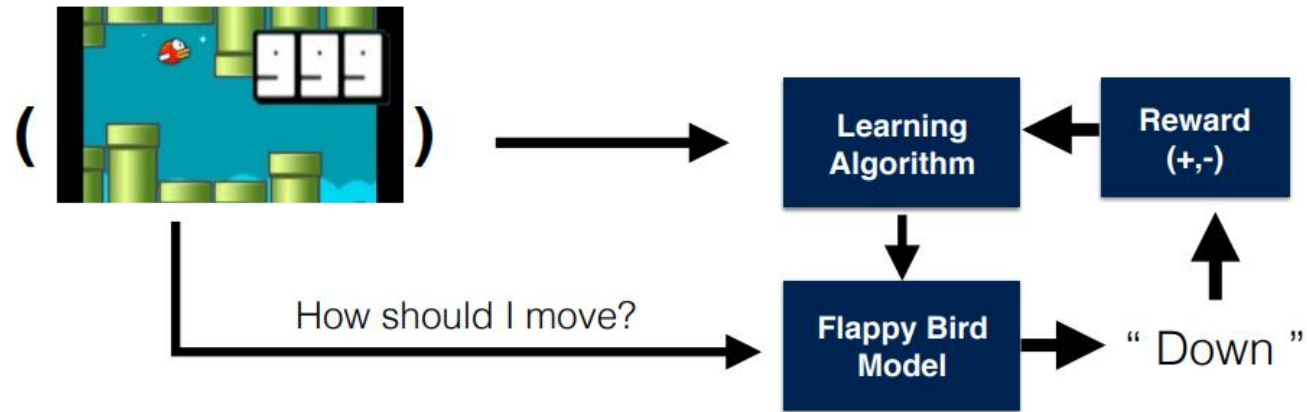 ( 999 )
Learning
Algorithm
Reward
(+,-)
How should I move?
Flappy Bird
Model
“ Down ”